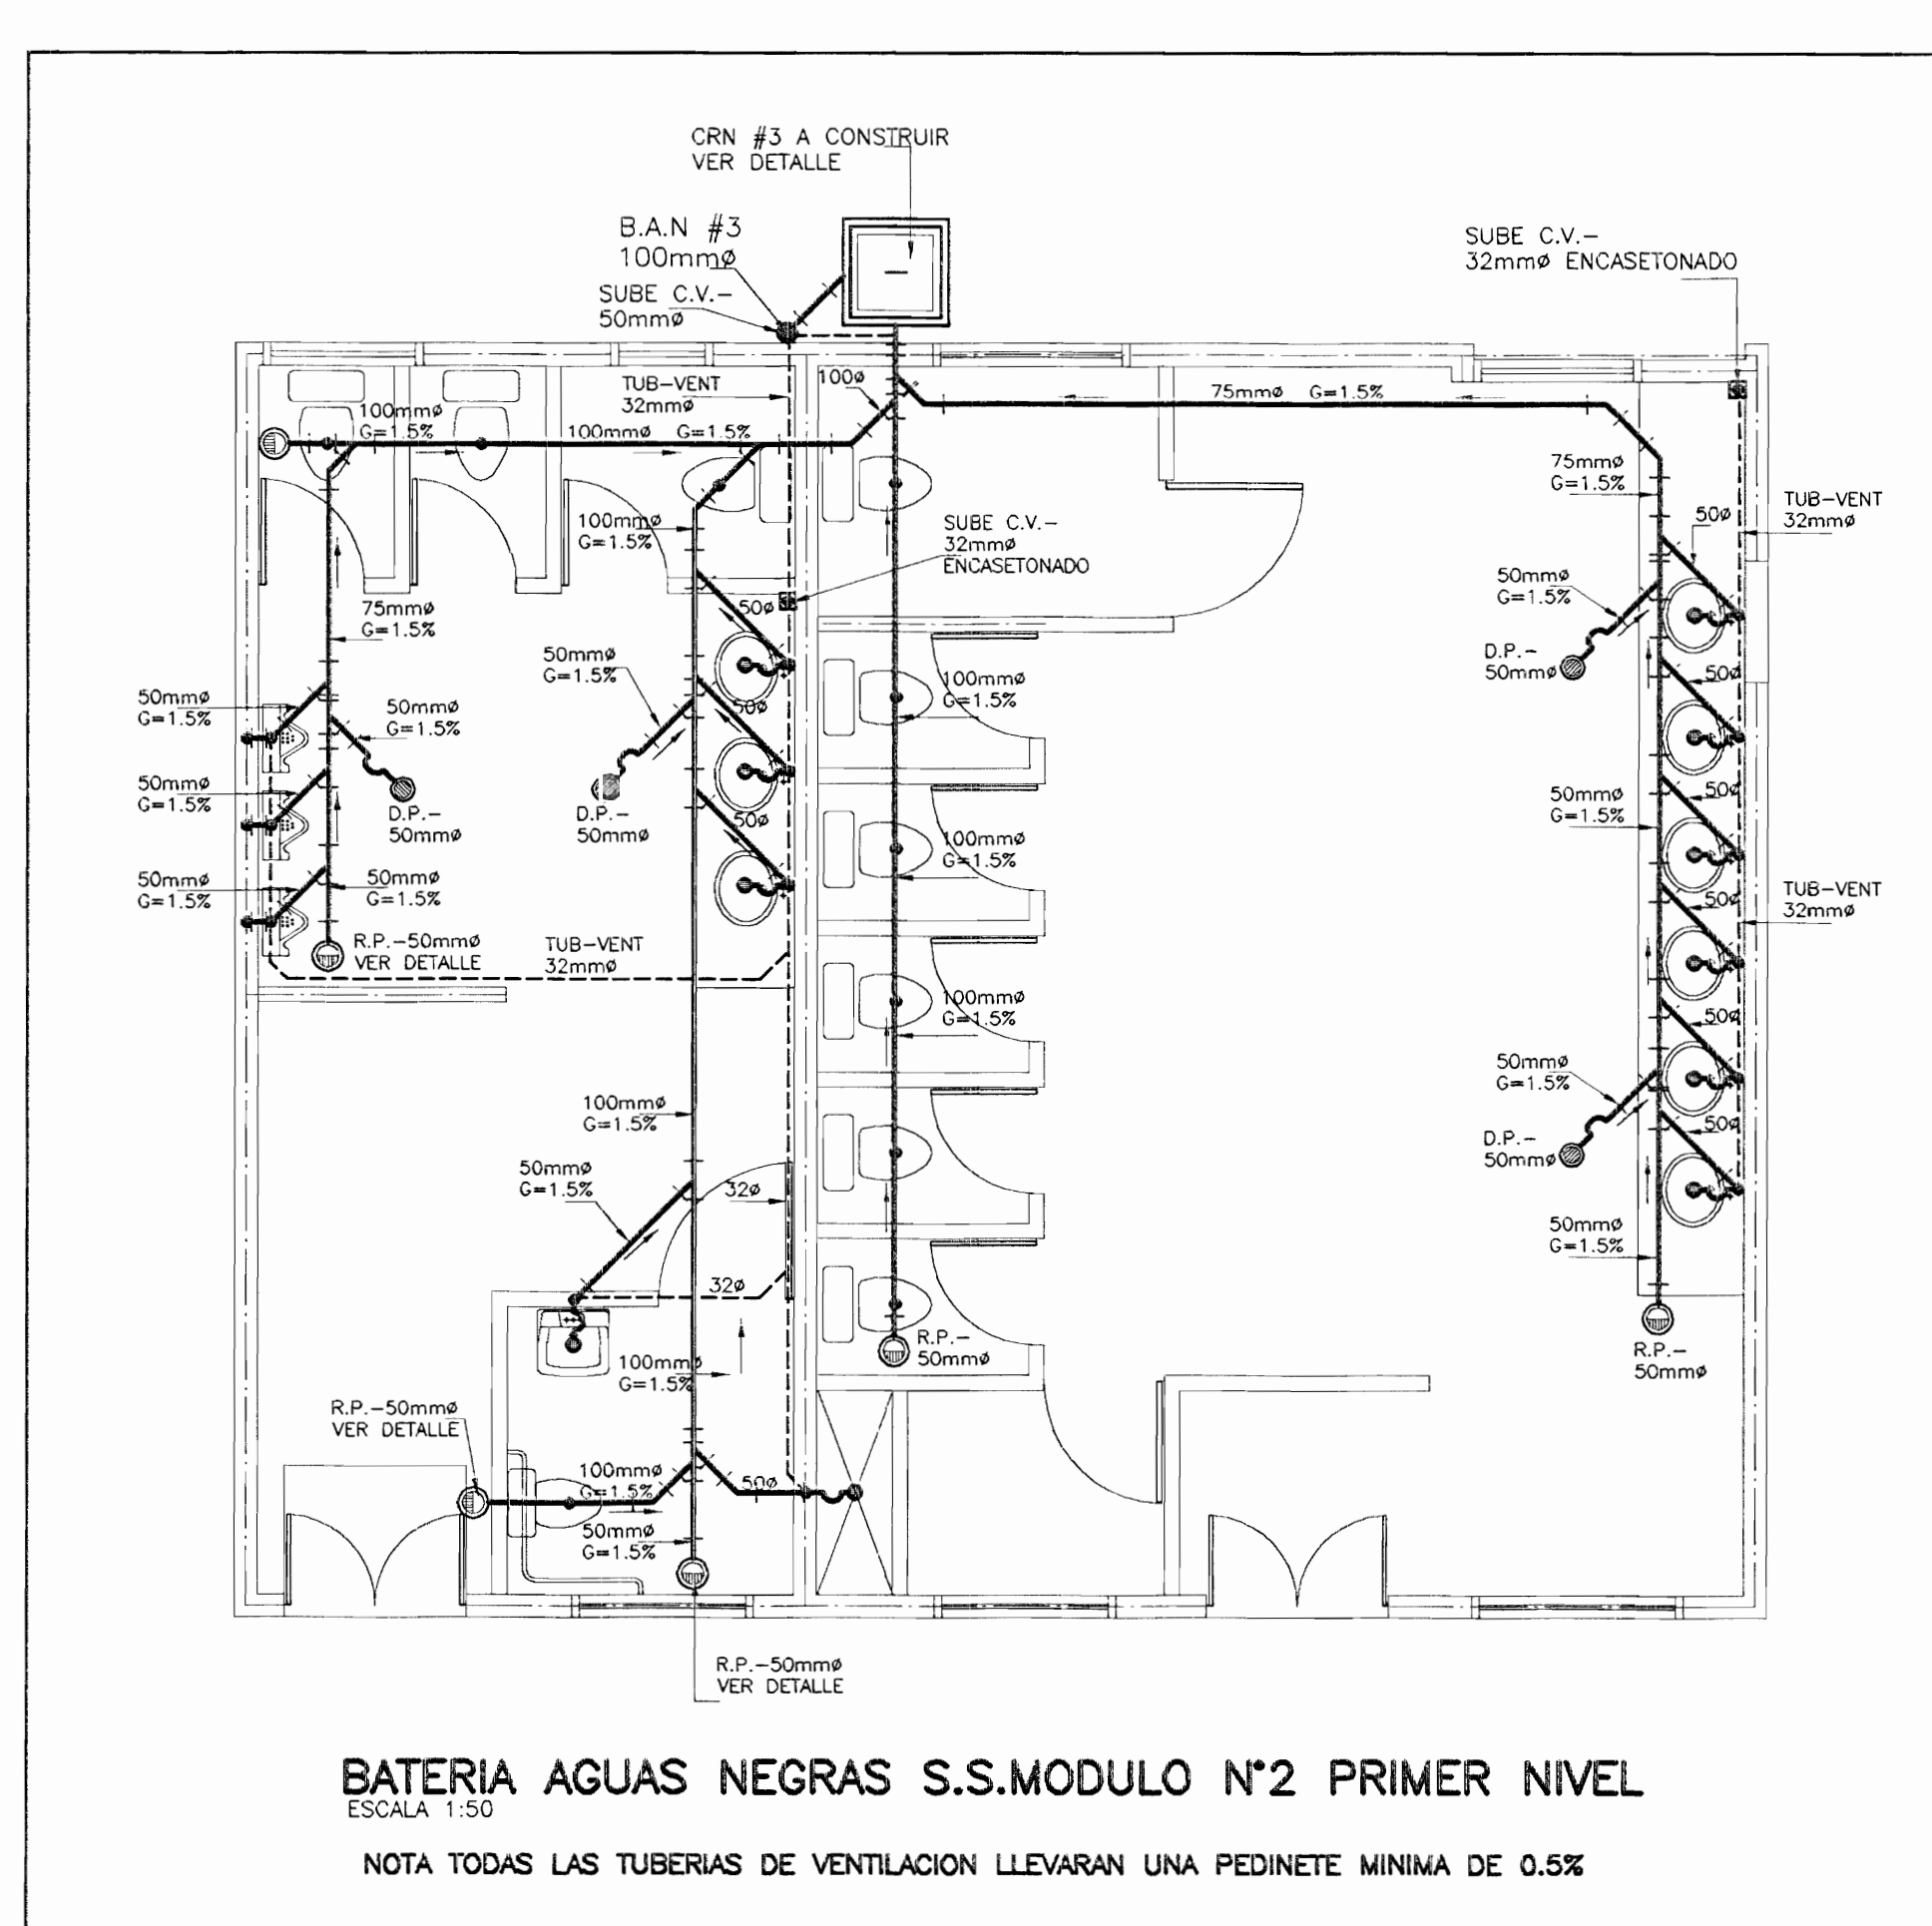 CRN #3 A CONSTRUIR
VER DETALLE
B.A.N #3
100mmø
SUBE C.V.-
50mmø
SUBE C.V.-
32mmø ENCASETONADO
TUB-VENT
32mmø
100ø
75mmø G=1.5%
100mmø
G=1.5%
100mmø G=1.5%
75mmø
G=1.5%
TUB-VENT
32mmø
50ø
100mmø
G=1.5%
SUBE C.V.-
32mmø
ENCASETONADO
50mmø
G=1.5%
75mmø
G=1.5%
50ø
50mmø
G=1.5%
D.P.-
50mmø
50ø
100mmø
G=1.5%
50mmø
G=1.5%
50mmø
G=1.5%
50ø
50mmø
G=1.5%
D.P.-
50mmø
D.P.-
50mmø
50ø
100mmø
G=1.5%
50mmø
G=1.5%
50ø
50mmø
G=1.5%
50mmø
G=1.5%
50ø
TUB-VENT
32mmø
R.P.-50mmø
VER DETALLE
TUB-VENT
32mmø
100mmø
G=1.5%
50ø
50mmø
G=1.5%
100mmø
G=1.5%
50ø
D.P.-
50mmø
50mmø
G=1.5%
32ø
50mmø
G=1.5%
32ø
100mmø
G=1.5%
R.P.-
50mmø
R.P.-
50mmø
R.P.-50mmø
VER DETALLE
100mmø
G=1.5%
50ø
50mmø
G=1.5%
R.P.-50mmø
VER DETALLE
BATERIA AGUAS NEGRAS S.S.MODULO N°2 PRIMER NIVEL
ESCALA 1:50
NOTA TODAS LAS TUBERIAS DE VENTILACION LLEVARAN UNA PEDINETE MINIMA DE 0.5%